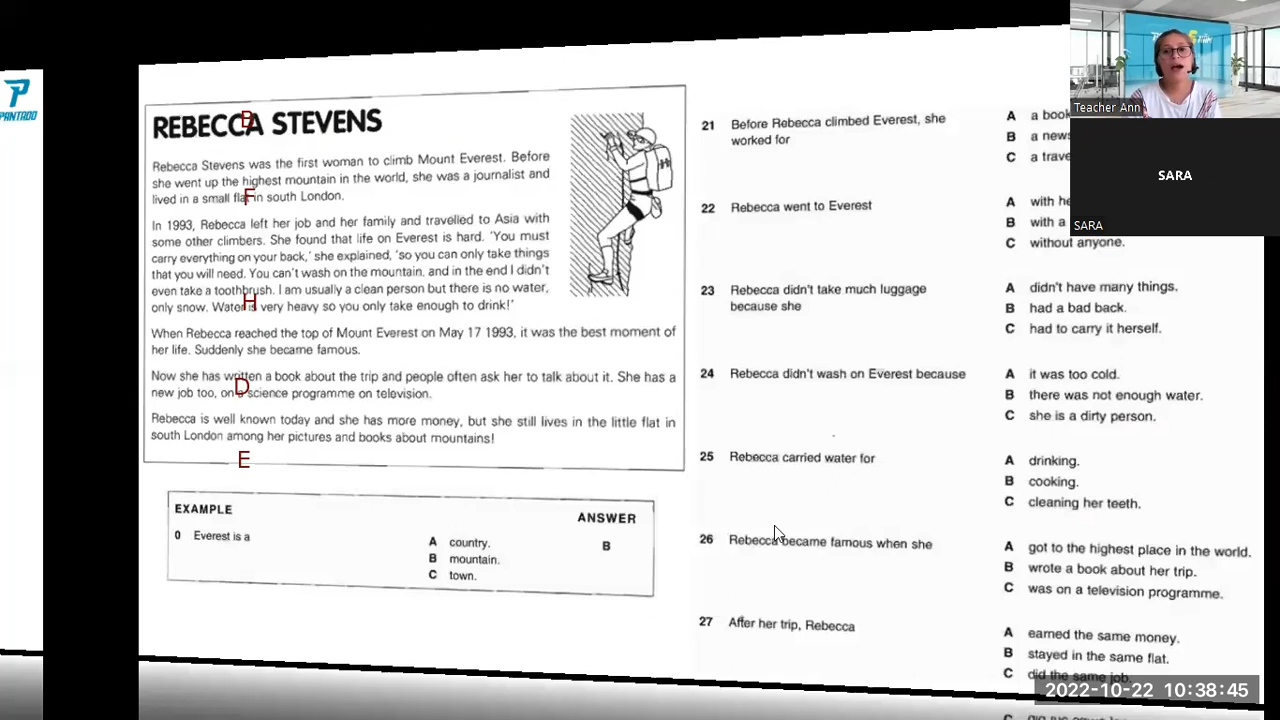 PANTADO
REBECCA STEVENS
B
Rebecca Stevens was the first woman to climb Mount Everest. Before
she went up the highest mountain in the world, she was a journalist and
lived in a small flat in south London.
F
In 1993, Rebecca left her job and her family and travelled to Asia with
some other climbers. She found that life on Everest is hard. 'You must
carry everything on your back,' she explained, 'so you can only take things
that you will need. You can't wash on the mountain, and in the end I didn't
even take a toothbrush. I am usually a clean person but there is no water,
only snow. Water is very heavy so you only take enough to drink!'
H
When Rebecca reached the top of Mount Everest on May 17 1993, it was the best moment of
her life. Suddenly she became famous.
Now she has written a book about the trip and people often ask her to talk about it. She has a
new job too, on a science programme on television.
D
Rebecca is well known today and she has more money, but she still lives in the little flat in
south London among her pictures and books about mountains!
E
EXAMPLE
ANSWER
0 Everest is a
A country.
B mountain.
C town.
B
21 Before Rebecca climbed Everest, she
worked for
A a book
B a news
C a trave
22 Rebecca went to Everest
A with he
B with a
C without anyone.
23 Rebecca didn't take much luggage
because she
A didn't have many things.
B had a bad back.
C had to carry it herself.
24 Rebecca didn't wash on Everest because
A it was too cold.
B there was not enough water.
C she is a dirty person.
25 Rebecca carried water for
A drinking.
B cooking.
C cleaning her teeth.
26 Rebecca became famous when she
A got to the highest place in the world.
B wrote a book about her trip.
C was on a television programme.
27 After her trip, Rebecca
A earned the same money.
B stayed in the same flat.
C did the same job.
Teacher Ann
SARA
SARA
2022-10-22 10:38:45